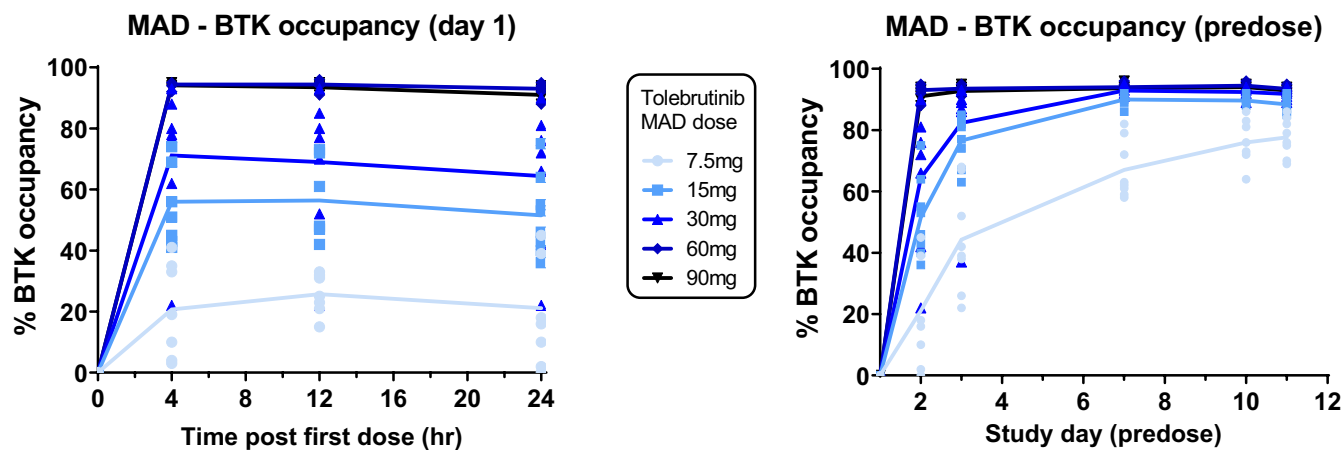 MAD - BTK occupancy (day 1)
% BTK occupancy
100
80
60
40
20
0
0
4
8
12
16
20
24
Time post first dose (hr)
Tolebrutinib
MAD dose
7.5mg
15mg
30mg
60mg
90mg
MAD - BTK occupancy (predose)
% BTK occupancy
100
80
60
40
20
0
2
4
6
8
10
12
Study day (predose)